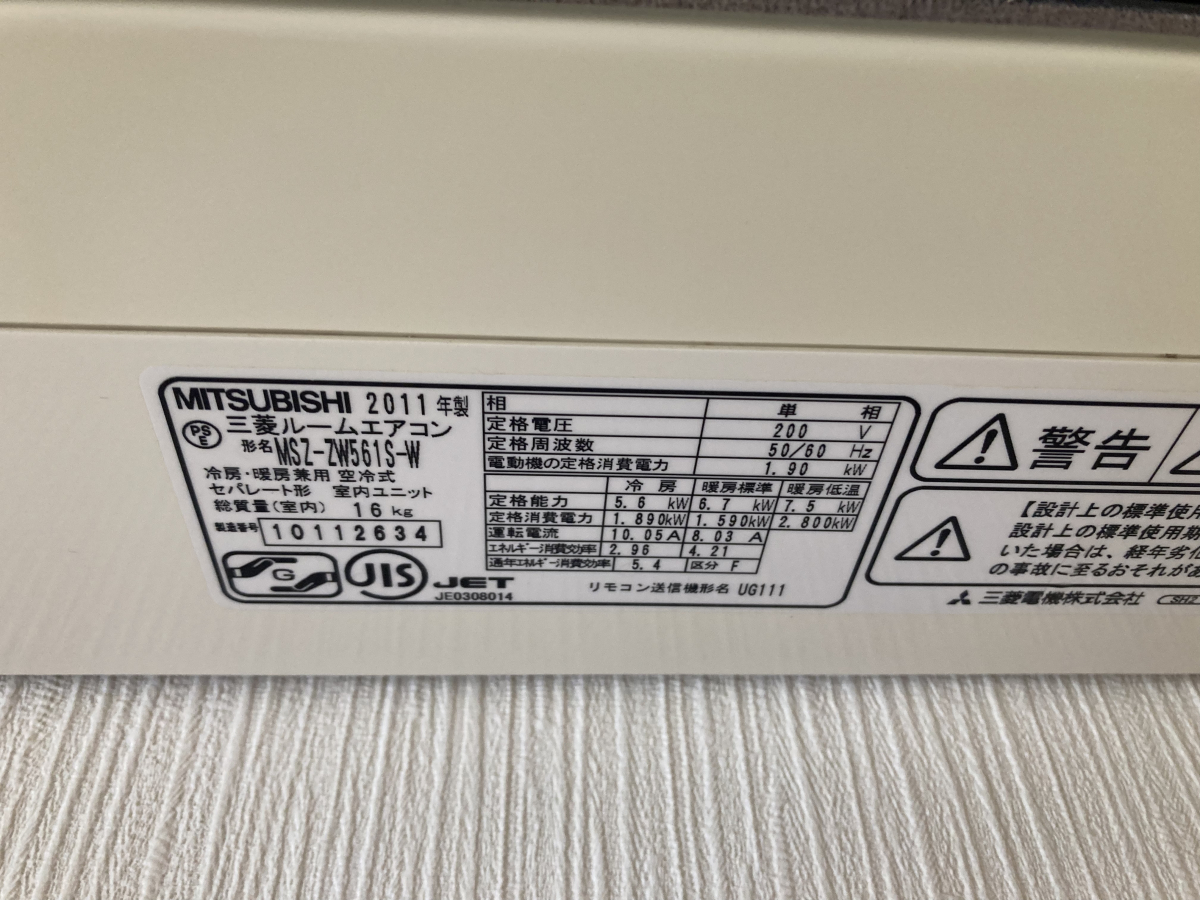 MITSUBISHI 2011 年製
三菱ルームエアコン
PSE
形名 MSZ-ZW561S-W
冷房・暖房兼用 空冷式
セパレート形 室内ユニット
総質量(室内) 16 kg
製造番号 10112634
G
JIS
JET
JE0308014
相 単 相
定格電圧 200 V
定格周波数 50/60 Hz
電動機の定格消費電力 1.90 kW
冷房 暖房標準 暖房低温
定格能力 5.6 kW 6.7 kW 7.5 kW
定格消費電力 1.890kW 1.590kW 2.800kW
運転電流 10.05A 8.03 A
エネルギー消費効率 2.96 4.21
通年エネルギー消費効率 5.4 区分 F
リモコン送信機形名 UG111
警告
【設計上の標準使用
設計上の標準使用期
いた場合は、経年劣化
の事故に至るおそれがあ
三菱電機株式会社